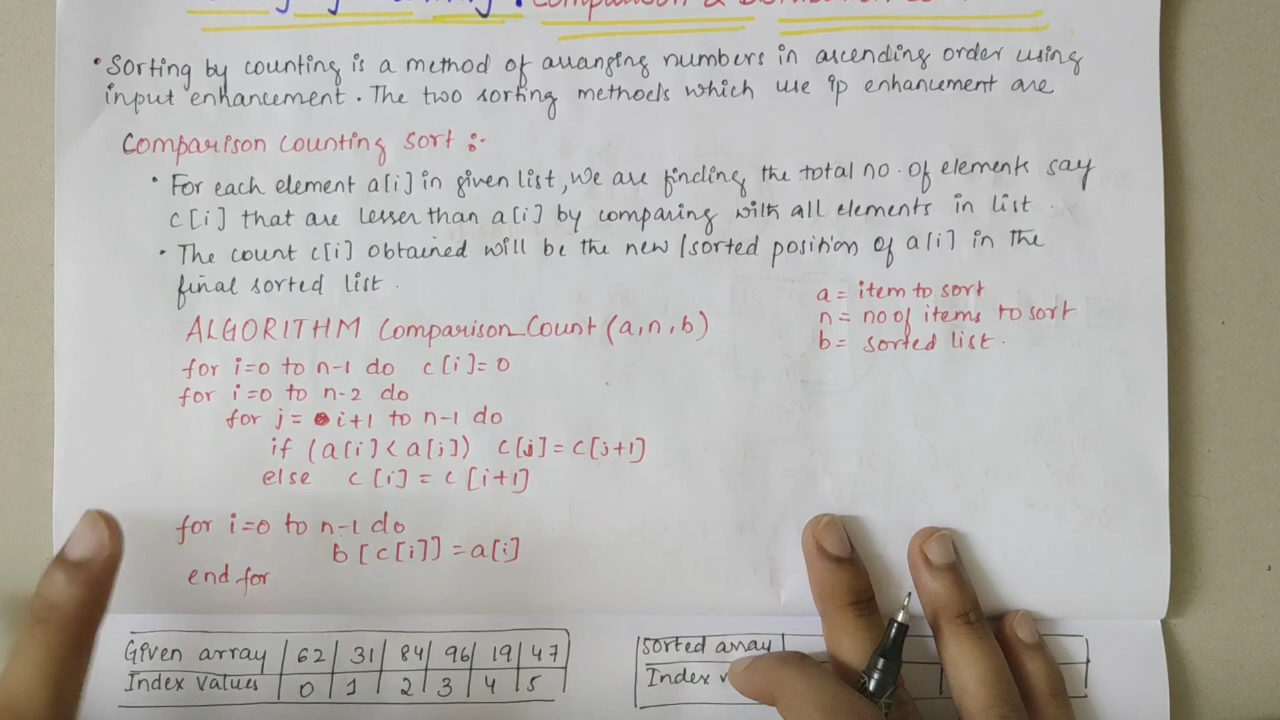 • Sorting by counting is a method of arranging numbers in ascending order using
input enhancement. The two sorting methods which use ip enhancement are
Comparison counting sort :-
• For each element a[i] in given list, we are finding the total no. of elements say
c[i] that are lesser than a[i] by comparing with all elements in list.
• The count c[i] obtained will be the new/sorted position of a[i] in the
final sorted list.
a = item to sort
n = no of items to sort
b = sorted list.
ALGORITHM Comparison_Count (a, n, b)
for i=0 to n-1 do c[i]=0
for i=0 to n-2 do
for j= i+1 to n-1 do
if (a[i] < a[j]) c[j] = c[j+1]
else c[i] = c[i+1]
for i=0 to n-1 do
b[c[i]] = a[i]
end for
Given array 62 31 84 96 19 47
Index values 0 1 2 3 4 5
Sorted array
Index